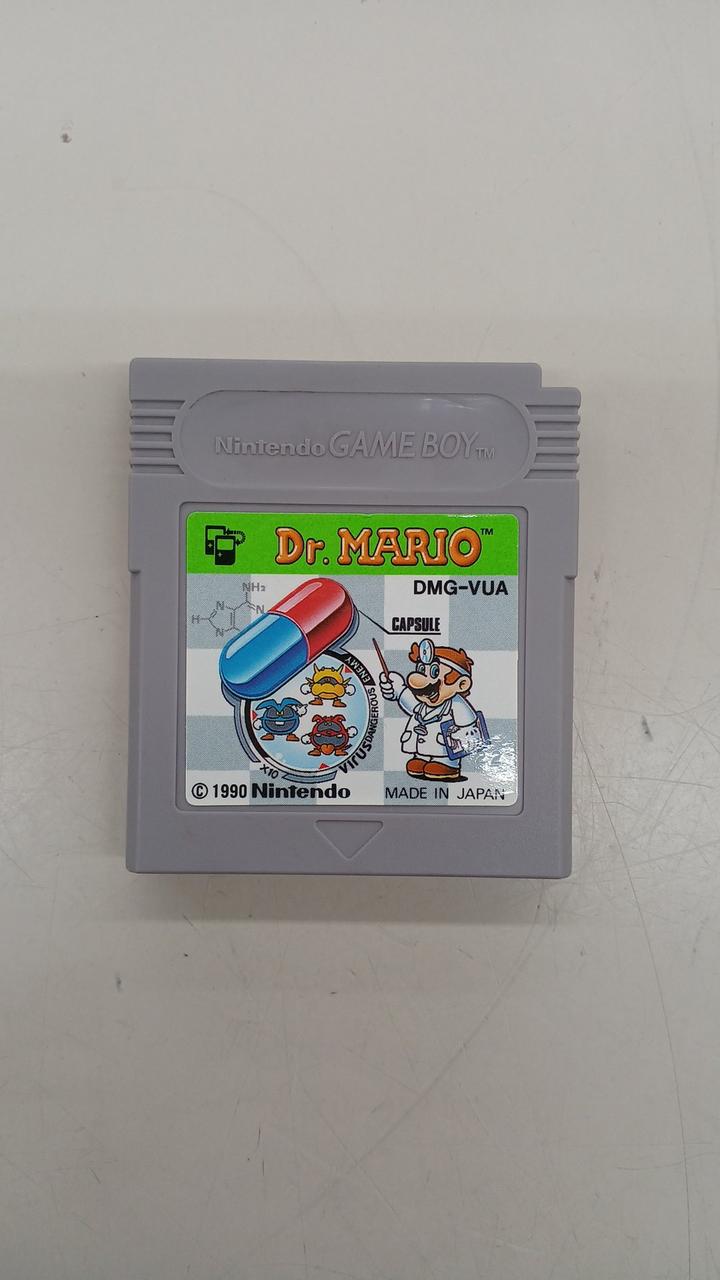 Nintendo GAME BOY™
Dr. MARIO™
DMG-VUA
NH₂
N
N
H
N
CAPSULE
ENEMY
DANGEROUS
VIRUS
X10
© 1990 Nintendo
MADE IN JAPAN